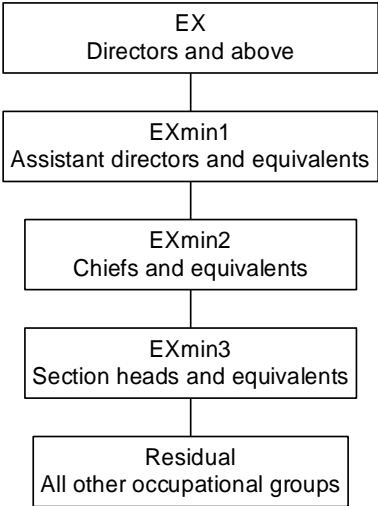 EX
Directors and above
EXmin1
Assistant directors and equivalents
EXmin2
Chiefs and equivalents
EXmin3
Section heads and equivalents
Residual
All other occupational groups